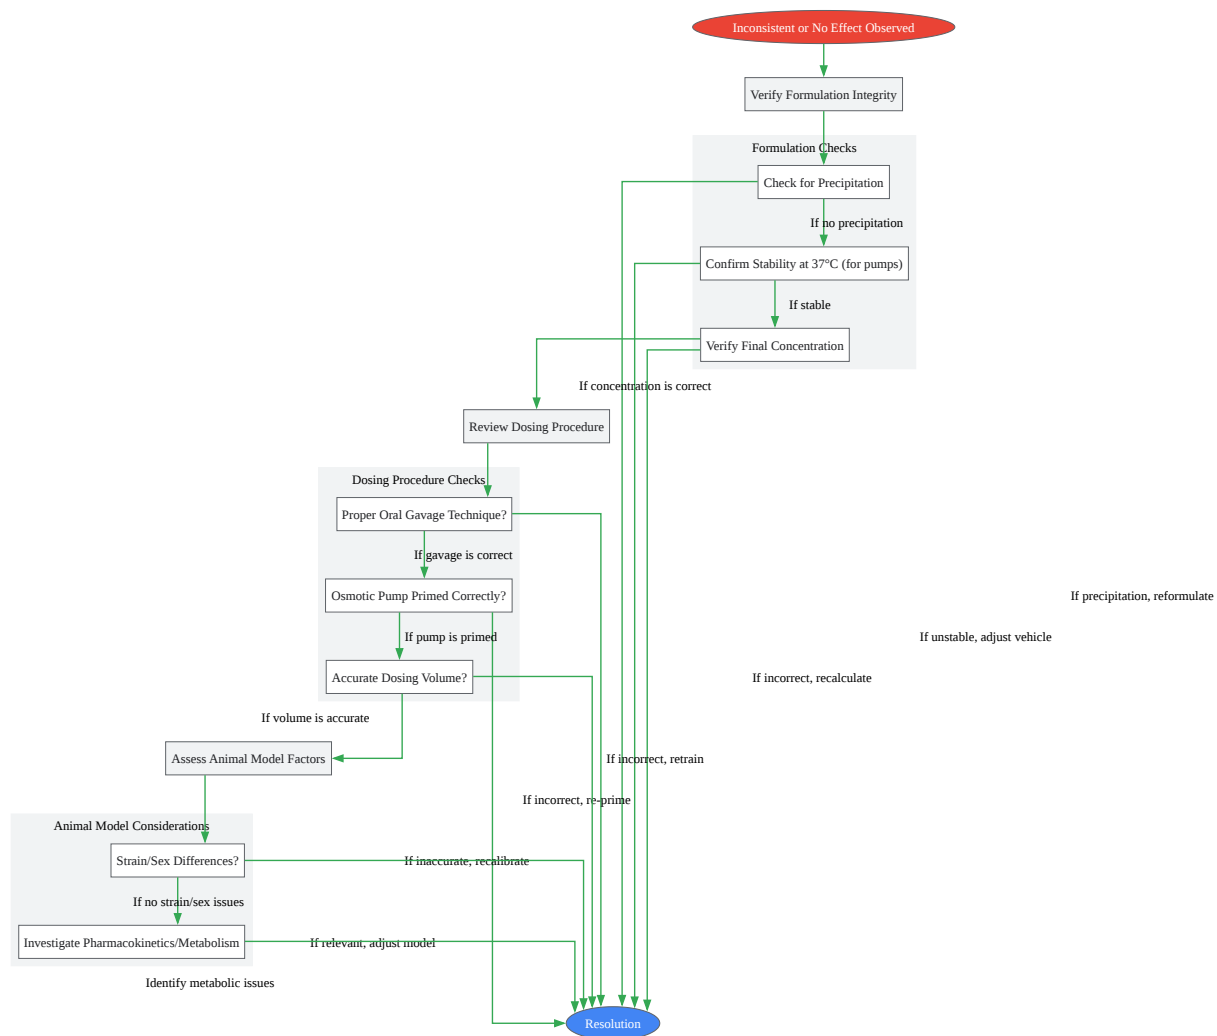 Inconsistent or No Effect Observed
Verify Formulation Integrity
Formulation Checks
Check for Precipitation
If no precipitation
Confirm Stability at 37°C (for pumps)
If stable
Verify Final Concentration
If concentration is correct
Review Dosing Procedure
Dosing Procedure Checks
Proper Oral Gavage Technique?
If gavage is correct
Osmotic Pump Primed Correctly?
If precipitation, reformulate
If pump is primed
If unstable, adjust vehicle
Accurate Dosing Volume?
If incorrect, recalculate
If volume is accurate
Assess Animal Model Factors
If incorrect, retrain
If incorrect, re-prime
Animal Model Considerations
Strain/Sex Differences?
If inaccurate, recalibrate
If no strain/sex issues
Investigate Pharmacokinetics/Metabolism
If relevant, adjust model
Identify metabolic issues
Resolution